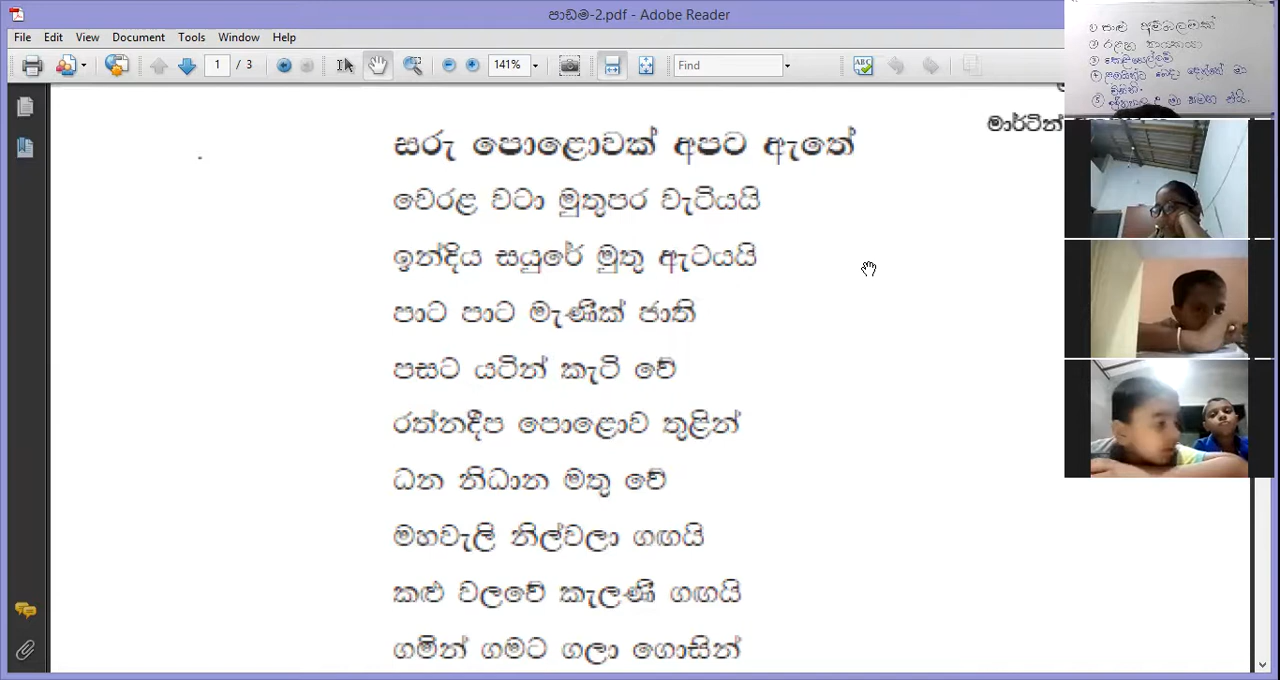 පාඩම-2.pdf - Adobe Reader
File Edit View Document Tools Window Help
1 / 3 141% Find
මාර්ටින්
සරු පොළොවක් අපට ඇතේ
වෙරළ වටා මුතුපර වැටියයි
ඉන්දිය සයුරේ මුතු ඇටයයි
පාට පාට මැණික් ජාති
පසට යටින් කැටි වේ
රත්නදීප පොළොව තුළින්
ධන නිධාන මතු වේ
මහවැලි නිල්වලා ගඟයි
කළු වලවේ කැලණි ගඟයි
ගමින් ගමට ගලා ගොසින්